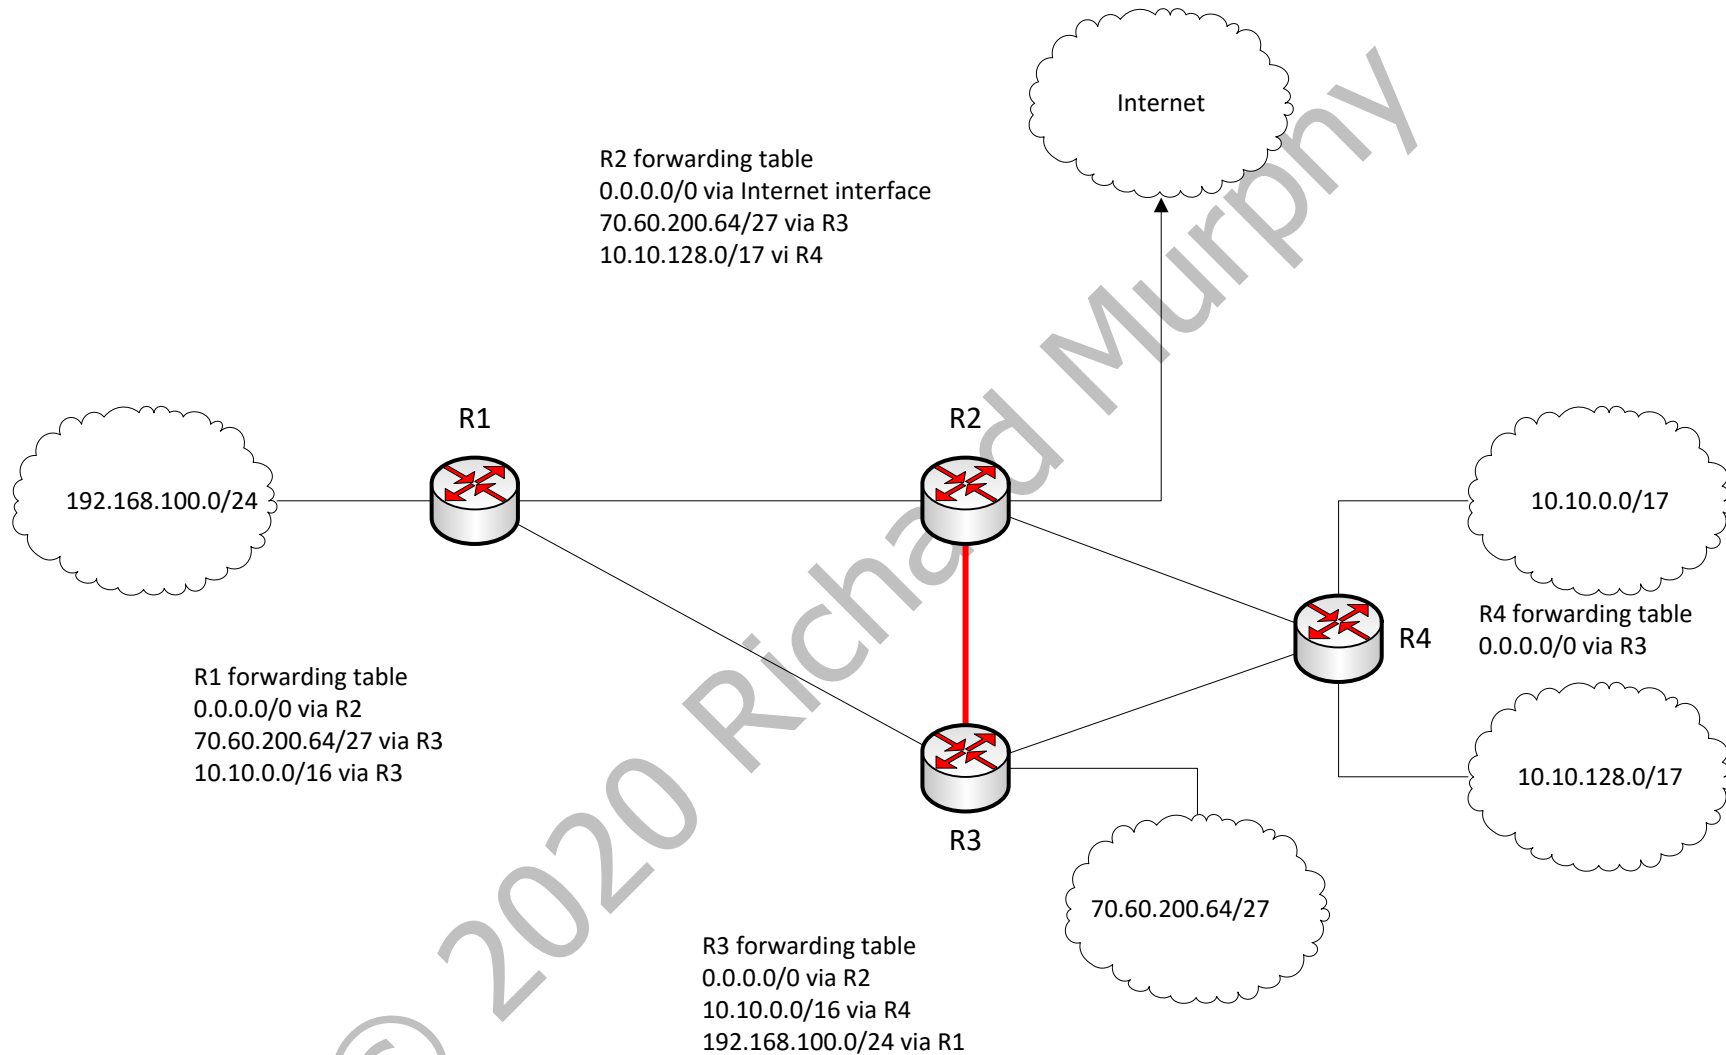 Internet
R2 forwarding table
0.0.0.0/0 via Internet interface
70.60.200.64/27 via R3
10.10.128.0/17 vi R4
R1
R2
192.168.100.0/24
10.10.0.0/17
R4 forwarding table
0.0.0.0/0 via R3
R4
R1 forwarding table
0.0.0.0/0 via R2
70.60.200.64/27 via R3
10.10.0.0/16 via R3
10.10.128.0/17
R3
70.60.200.64/27
R3 forwarding table
0.0.0.0/0 via R2
10.10.0.0/16 via R4
192.168.100.0/24 via R1
© 2020 Richard Murphy